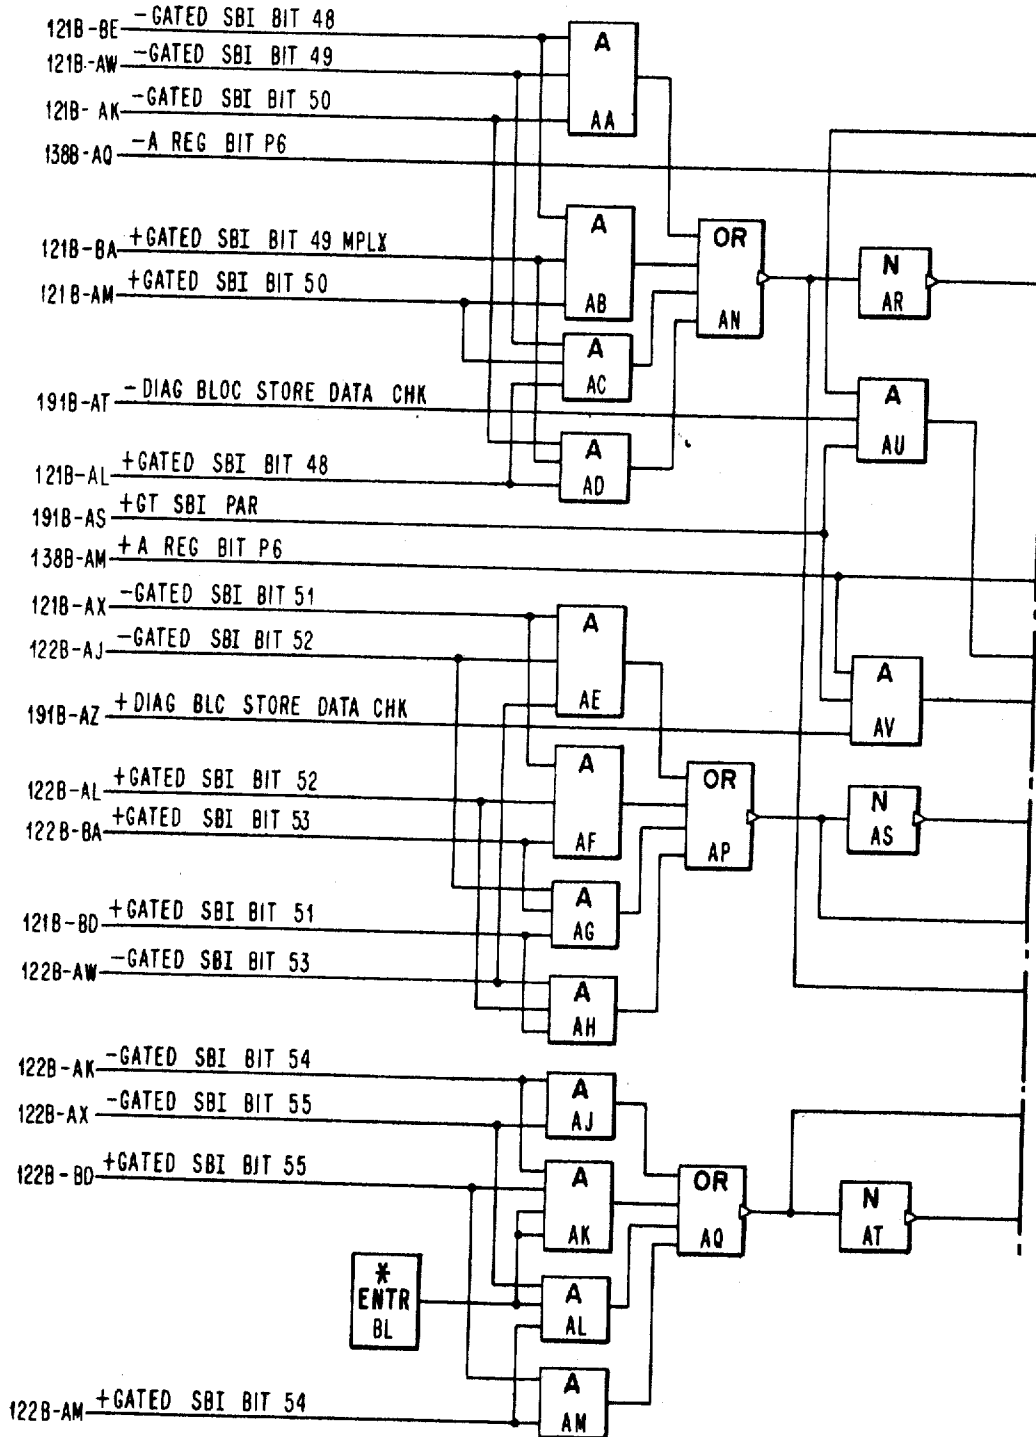 121B-BE -GATED SBI BIT 48
A
121B-AW -GATED SBI BIT 49
121B-AK -GATED SBI BIT 50
AA
138B-AQ -A REG BIT P6
A
OR
121B-BA +GATED SBI BIT 49 MPLX
N
121B-AM +GATED SBI BIT 50
AB
AN
AR
A
AC
191B-AT -DIAG BLOC STORE DATA CHK
A
AU
A
121B-AL +GATED SBI BIT 48
AD
191B-AS +GT SBI PAR
138B-AM +A REG BIT P6
121B-AX -GATED SBI BIT 51
A
122B-AJ -GATED SBI BIT 52
A
AE
191B-AZ +DIAG BLC STORE DATA CHK
AV
A
OR
122B-AL +GATED SBI BIT 52
N
122B-BA +GATED SBI BIT 53
AF
AP
AS
A
121B-BD +GATED SBI BIT 51
AG
122B-AW -GATED SBI BIT 53
A
AH
122B-AK -GATED SBI BIT 54
A
122B-AX -GATED SBI BIT 55
AJ
122B-BD +GATED SBI BIT 55
A
OR
N
AK
AQ
AT
*
ENTR
BL
A
AL
A
122B-AM +GATED SBI BIT 54
AM